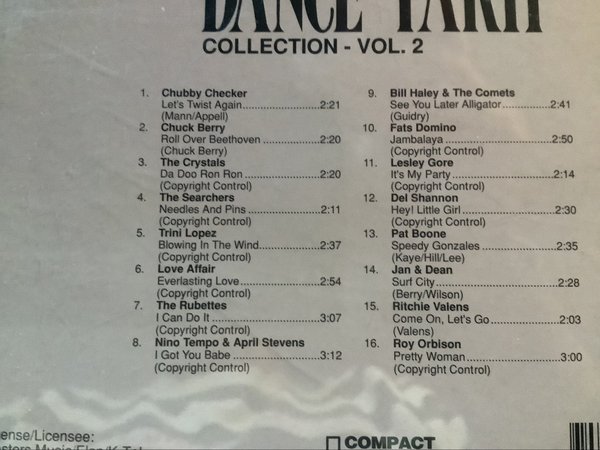 DANCE PARTY
COLLECTION - VOL. 2
1. Chubby Checker
Let's Twist Again..................2:21
(Mann/Appell)
2. Chuck Berry
Roll Over Beethoven ..............2:20
(Chuck Berry)
3. The Crystals
Da Doo Ron Ron ..................2:20
(Copyright Control)
4. The Searchers
Needles And Pins ..................2:11
(Copyright Control)
5. Trini Lopez
Blowing In The Wind..............2:37
(Copyright Control)
6. Love Affair
Everlasting Love ..................2:54
(Copyright Control)
7. The Rubettes
I Can Do It ..................3:07
(Copyright Control)
8. Nino Tempo & April Stevens
I Got You Babe ..................3:12
(Copyright Control)
9. Bill Haley & The Comets
See You Later Alligator ............2:41
(Guidry)
10. Fats Domino
Jambalaya ..................2:50
(Copyright Control)
11. Lesley Gore
It's My Party ..................2:14
(Copyright Control)
12. Del Shannon
Hey! Little Girl ..................2:30
(Copyright Control)
13. Pat Boone
Speedy Gonzales ..................2:35
(Kaye/Hill/Lee)
14. Jan & Dean
Surf City ..................2:28
(Berry/Wilson)
15. Ritchie Valens
Come On, Let's Go ..................2:03
(Valens)
16. Roy Orbison
Pretty Woman ..................3:00
(Copyright Control)
ense/Licensee:
COMPACT